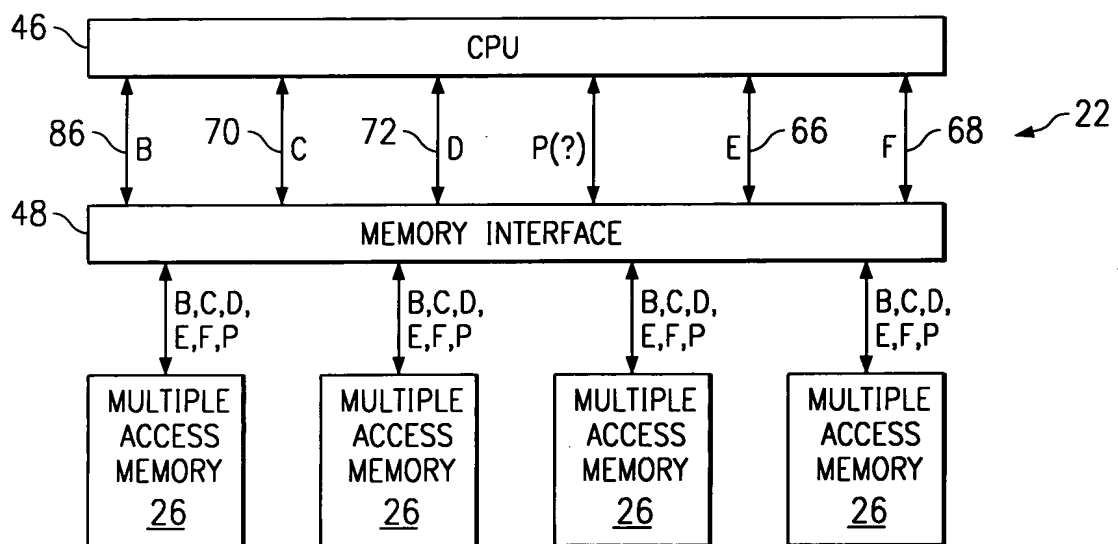 46
CPU
86
B
70
C
72
D
P(?)
E
66
F
68
22
48
MEMORY INTERFACE
B,C,D,
E,F,P
B,C,D,
E,F,P
B,C,D,
E,F,P
B,C,D,
E,F,P
MULTIPLE
ACCESS
MEMORY
26
MULTIPLE
ACCESS
MEMORY
26
MULTIPLE
ACCESS
MEMORY
26
MULTIPLE
ACCESS
MEMORY
26